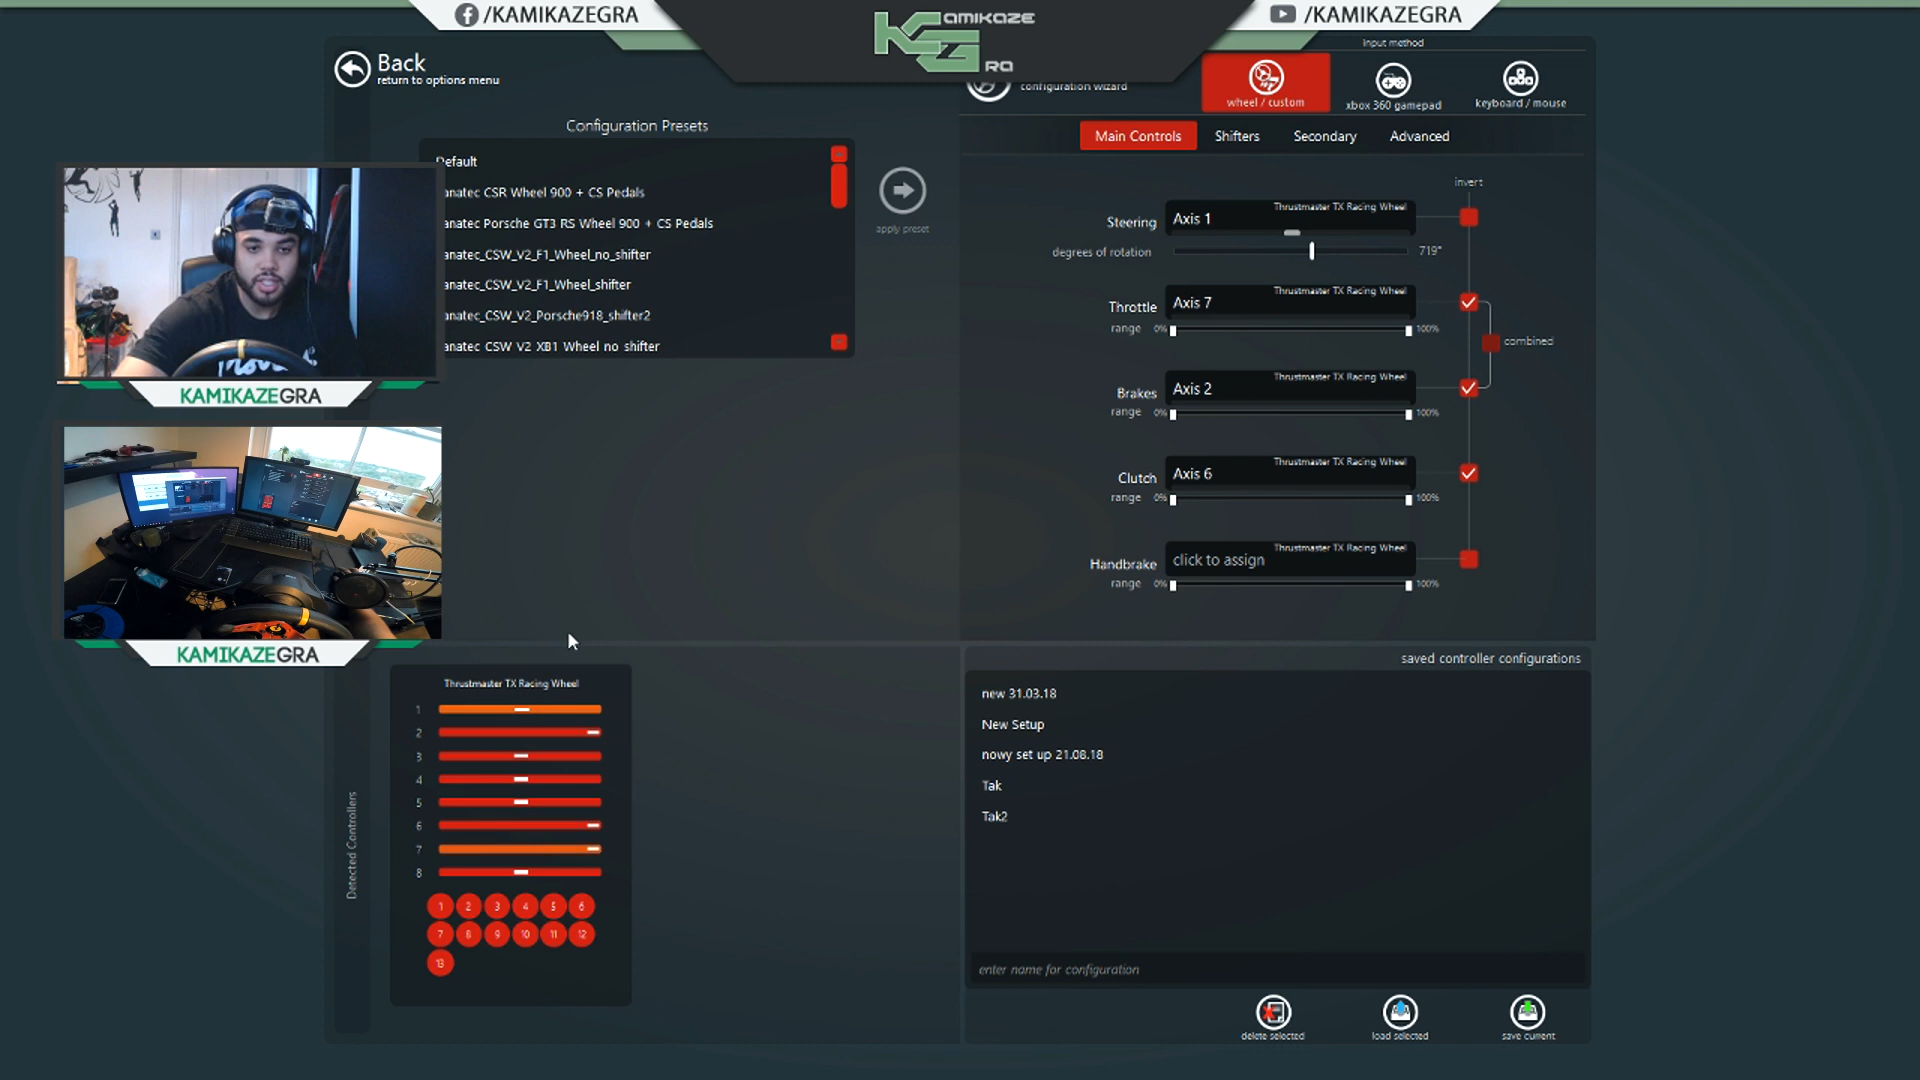 /KAMIKAZEGRA
KAMIKAZE
GRA
/KAMIKAZEGRA
Back
return to options menu
configuration wizard
Input method
wheel / custom
xbox 360 gamepad
keyboard / mouse
Configuration Presets
Default
anatec CSR Wheel 900 + CS Pedals
anatec Porsche GT3 RS Wheel 900 + CS Pedals
anatec_CSW_V2_F1_Wheel_no_shifter
anatec_CSW_V2_F1_Wheel_shifter
anatec_CSW_V2_Porsche918_shifter2
anatec CSW V2 XB1 Wheel no shifter
apply preset
Main Controls
Shifters
Secondary
Advanced
invert
Steering
Axis 1
Thrustmaster TX Racing Wheel
degrees of rotation
719°
Throttle
Axis 7
Thrustmaster TX Racing Wheel
range 0% 100%
combined
Brakes
Axis 2
Thrustmaster TX Racing Wheel
range 0% 100%
Clutch
Axis 6
Thrustmaster TX Racing Wheel
range 0% 100%
Handbrake
click to assign
Thrustmaster TX Racing Wheel
range 0% 100%
KAMIKAZEGRA
KAMIKAZEGRA
Detected Controllers
Thrustmaster TX Racing Wheel
1
2
3
4
5
6
7
8
1 2 3 4 5 6
7 8 9 10 11 12
13
saved controller configurations
new 31.03.18
New Setup
nowy set up 21.08.18
Tak
Tak2
enter name for configuration
delete selected
load selected
save current